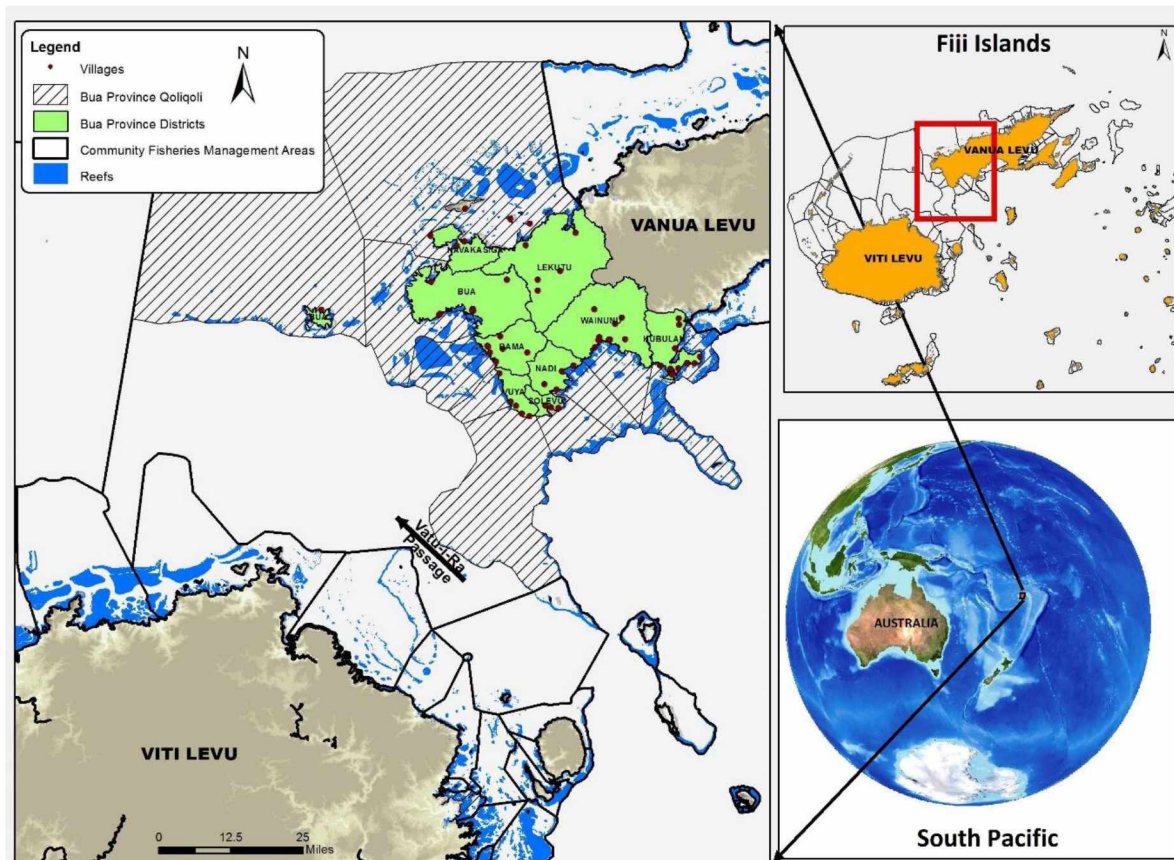 Legend
N
Villages
Bua Province Qoliqoli
Bua Province Districts
Community Fisheries Management Areas
Reefs
VANUA LEVU
NAVAKASIGA
LEKUTU
BUA
WAINUNU
KUBULAU
BUA
DAMA
NADI
VUYA
SOLEVU
Vatu-i-Ra
Passage
VITI LEVU
0 12.5 25
Miles
Fiji Islands
N
VANUA LEVU
VITI LEVU
AUSTRALIA
South Pacific